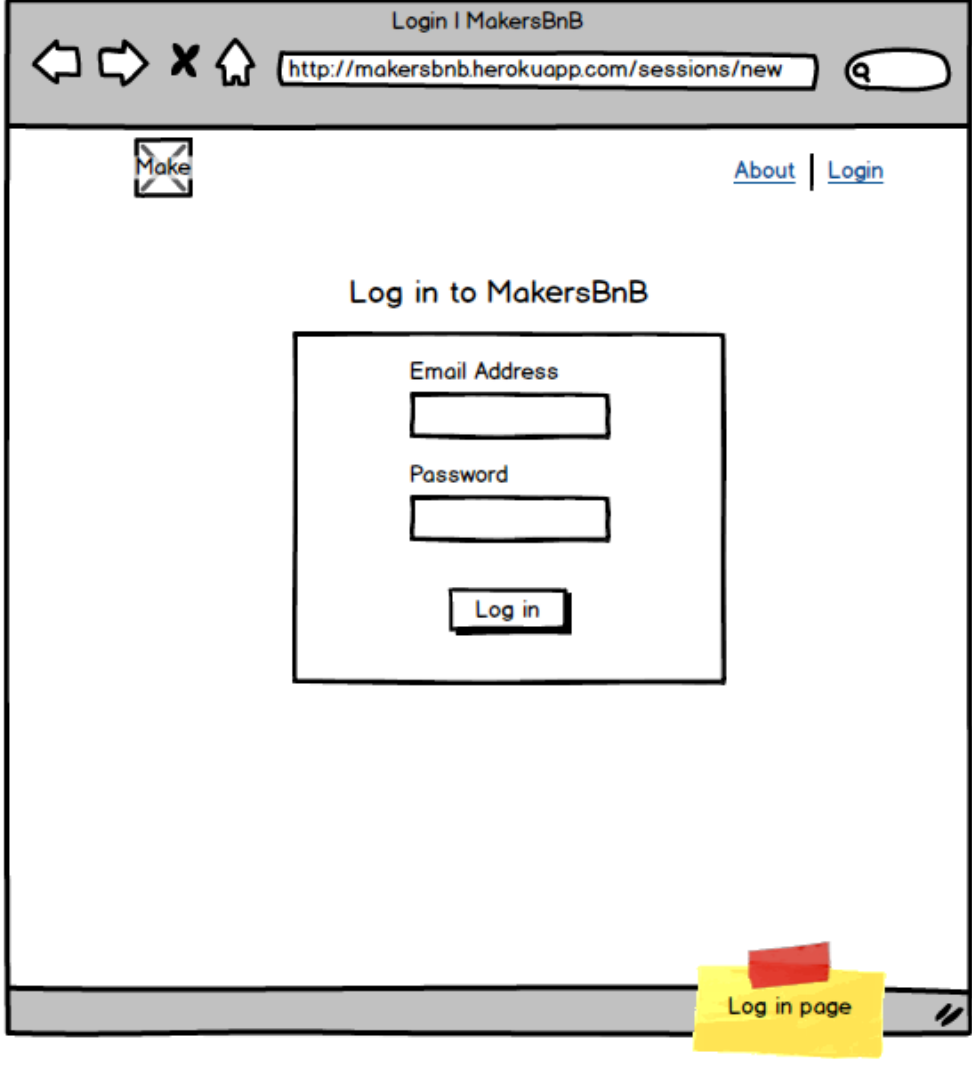 Login | MakersBnB
http://makersbnb.herokuapp.com/sessions/new
Make
About | Login
Log in to MakersBnB
Email Address
Password
Log in
Log in page